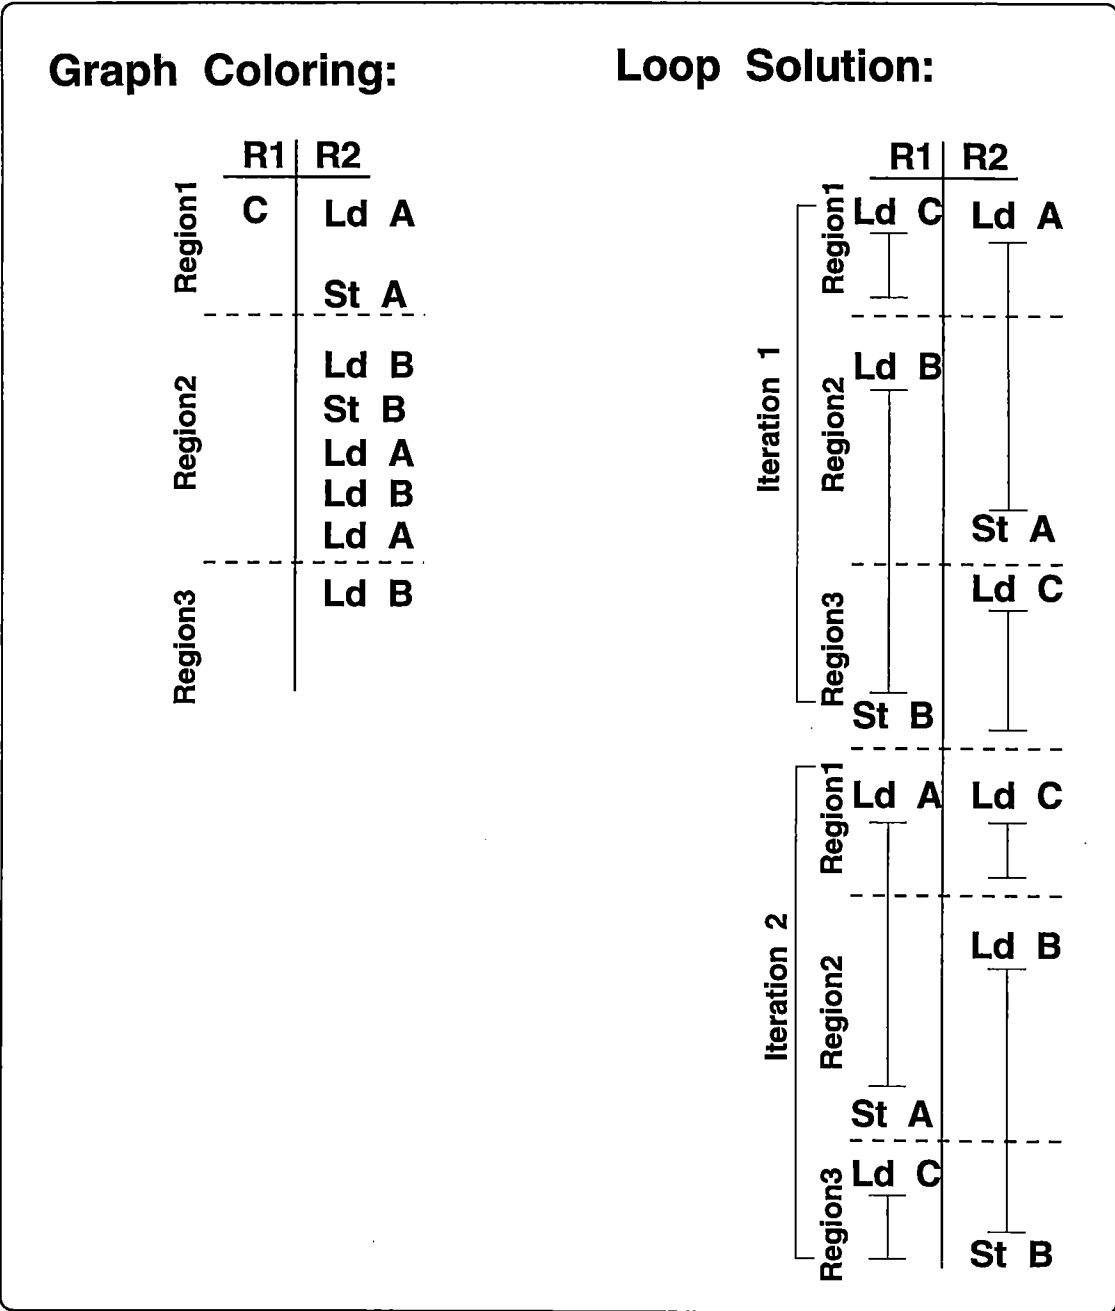 Graph Coloring:
R1 R2
Region1
C Ld A
St A
Region2
Ld B
St B
Ld A
Ld B
Ld A
Region3
Ld B
Loop Solution:
R1 R2
Iteration 1
Region1
Ld C Ld A
Region2
Ld B
St A
Region3
Ld C
St B
Iteration 2
Region1
Ld A Ld C
Region2
Ld B
St A
Region3
Ld C
St B